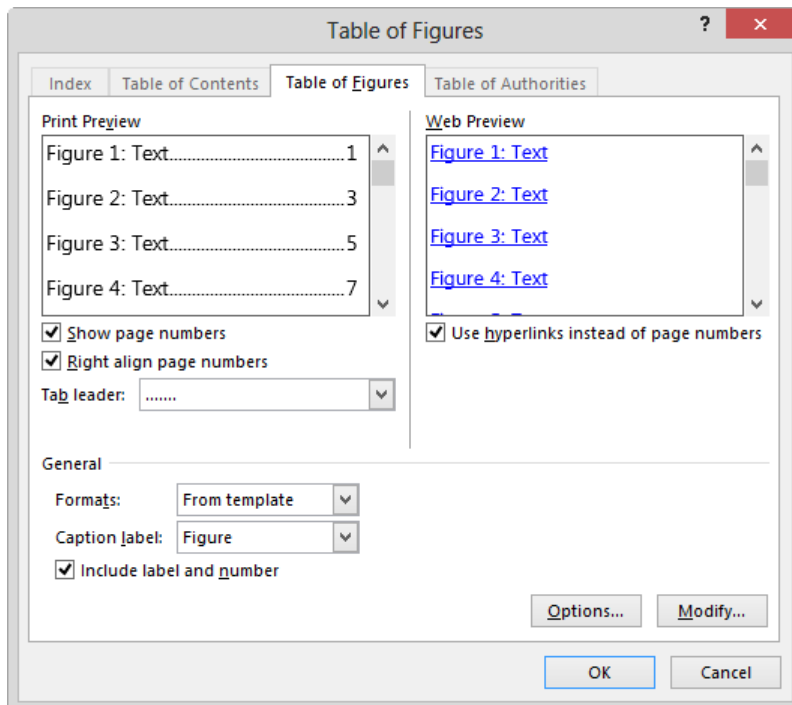 Table of Figures
? ×
Index Table of Contents Table of Figures Table of Authorities
Print Preview
Figure 1: Text.......................................1
Figure 2: Text.......................................3
Figure 3: Text.......................................5
Figure 4: Text.......................................7
Show page numbers
Right align page numbers
Tab leader: .......
Web Preview
Figure 1: Text
Figure 2: Text
Figure 3: Text
Figure 4: Text
Use hyperlinks instead of page numbers
General
Formats: From template
Caption label: Figure
Include label and number
Options... Modify...
OK Cancel